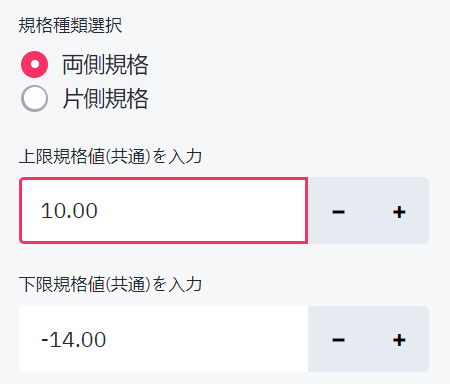 規格種類選択
両側規格
片側規格
上限規格値(共通)を入力
10.00
− +
下限規格値(共通)を入力
-14.00
− +